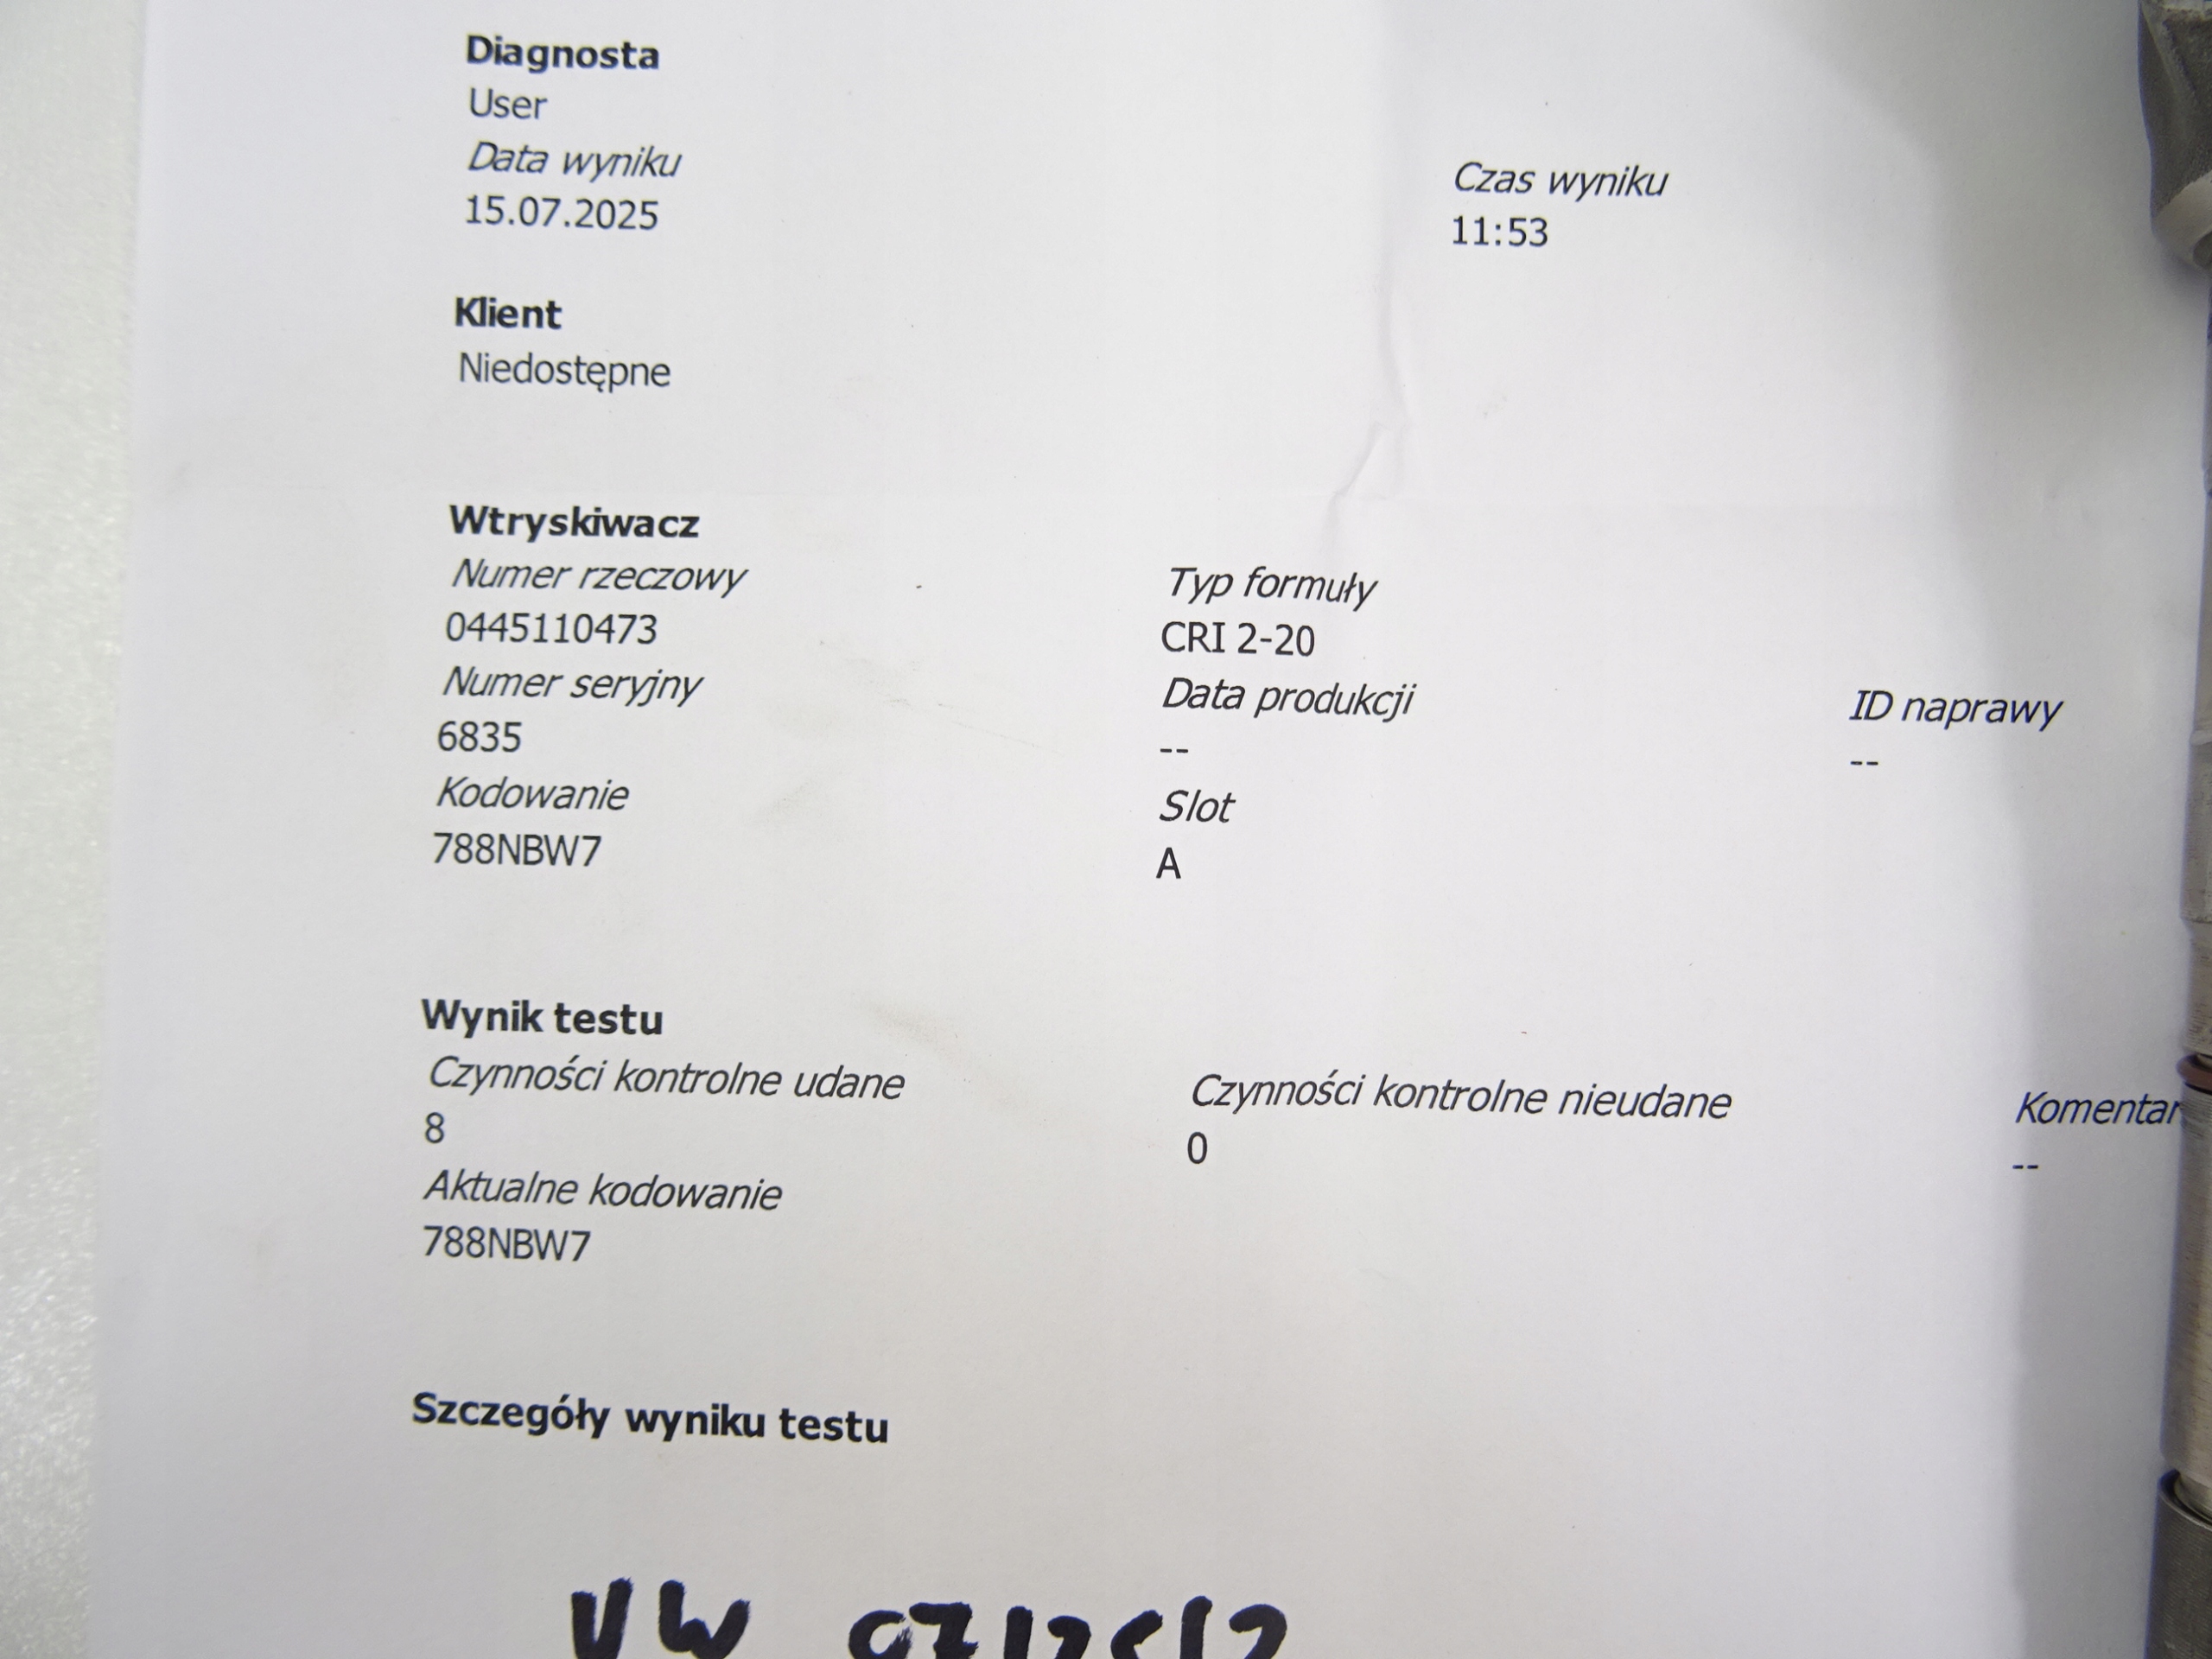 Diagnosta
User
Data wyniku
15.07.2025
Czas wyniku
11:53
Klient
Niedostępne
Wtryskiwacz
Numer rzeczowy
0445110473
Typ formuły
CRI 2-20
Numer seryjny
6835
Data produkcji
--
ID naprawy
--
Kodowanie
788NBW7
Slot
A
Wynik testu
Czynności kontrolne udane
8
Czynności kontrolne nieudane
0
Komentar
--
Aktualne kodowanie
788NBW7
Szczegóły wyniku testu